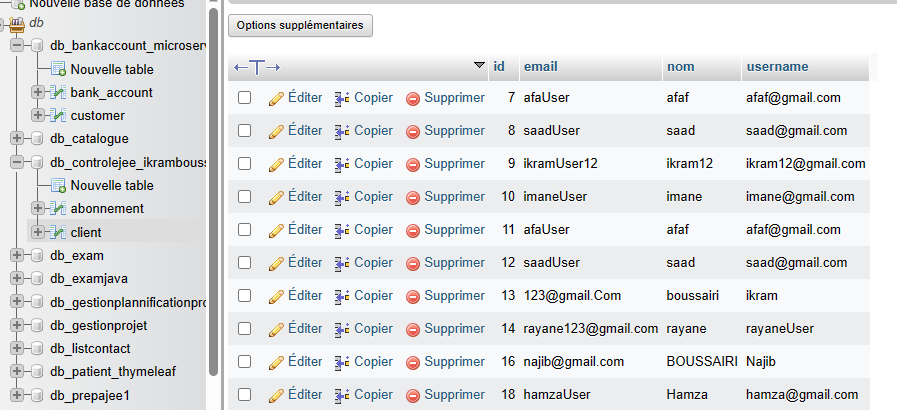 Nouvelle base de données
db
db_bankaccount_microserv
Nouvelle table
bank_account
customer
db_catalogue
db_controlejee_ikrambouss
Nouvelle table
abonnement
client
db_exam
db_examjava
db_gestionplannificationpro
db_gestionprojet
db_listcontact
db_patient_thymeleaf
db_prepajee1
Options supplémentaires
←T→ id email nom username
Éditer Copier Supprimer 7 afaUser afaf afaf@gmail.com
Éditer Copier Supprimer 8 saadUser saad saad@gmail.com
Éditer Copier Supprimer 9 ikramUser12 ikram12 ikram12@gmail.com
Éditer Copier Supprimer 10 imaneUser imane imane@gmail.com
Éditer Copier Supprimer 11 afaUser afaf afaf@gmail.com
Éditer Copier Supprimer 12 saadUser saad saad@gmail.com
Éditer Copier Supprimer 13 123@gmail.Com boussairi ikram
Éditer Copier Supprimer 14 rayane123@gmail.com rayane rayaneUser
Éditer Copier Supprimer 16 najib@gmail.com BOUSSAIRI Najib
Éditer Copier Supprimer 18 hamzaUser Hamza hamza@gmail.com